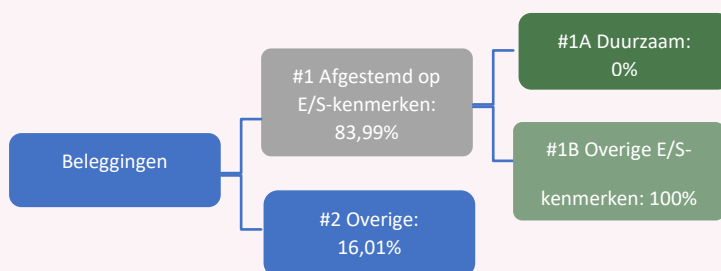 Beleggingen
#1 Afgestemd op
E/S-kenmerken:
83,99%
#2 Overige:
16,01%
#1A Duurzaam:
0%
#1B Overige E/S-
kenmerken: 100%